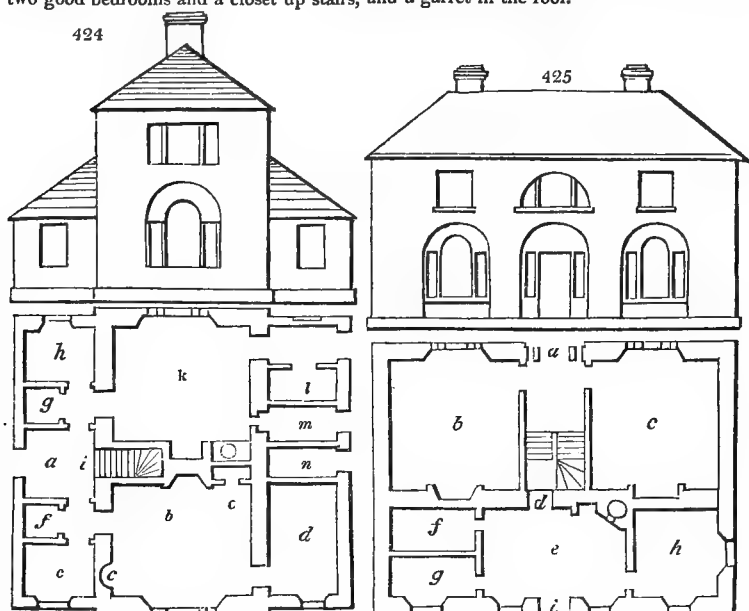 two good bedrooms and a closet up stairs, and a garret in the roof.
424
h
k
l
g
m
a i
n
b
c
f
d
c
c
425
a
b
c
d
f
e
g
h
i